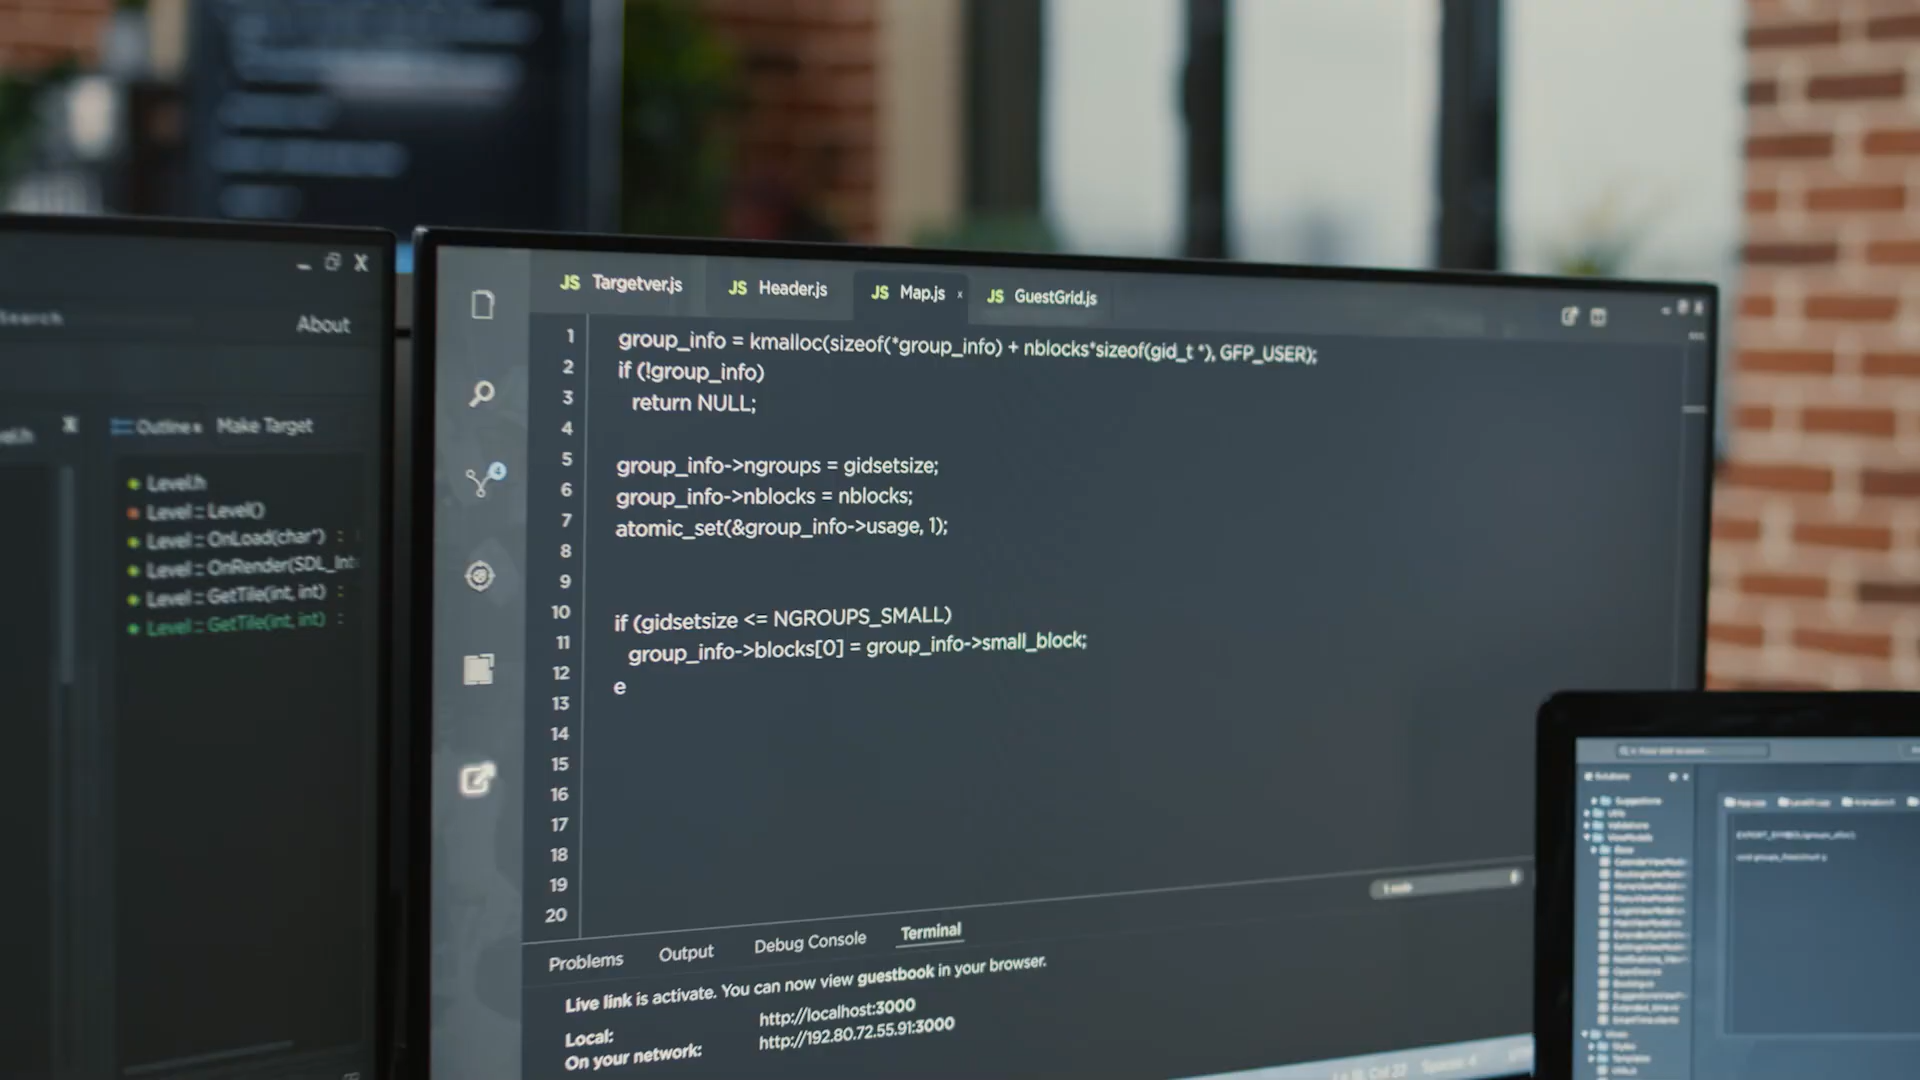 About
Outline
Make Target
Level.h
Level :: Level()
Level :: OnLoad(char*) :
Level :: OnRender(SDL_Int
Level :: GetTile(int, int) :
Level :: GetTile(int, int) :
JS Targetver.js
JS Header.js
JS Map.js x
JS GuestGrid.js
4
1 group_info = kmalloc(sizeof(*group_info) + nblocks*sizeof(gid_t *), GFP_USER);
2 if (!group_info)
3 return NULL;
4
5 group_info->ngroups = gidsetsize;
6 group_info->nblocks = nblocks;
7 atomic_set(&group_info->usage, 1);
8
9
10 if (gidsetsize <= NGROUPS_SMALL)
11 group_info->blocks[0] = group_info->small_block;
12 e
13
14
15
16
17
18
19
20
Problems Output Debug Console Terminal
Live link is activate. You can now view guestbook in your browser.
Local: http://localhost:3000
On your network: http://192.80.72.55.91:3000